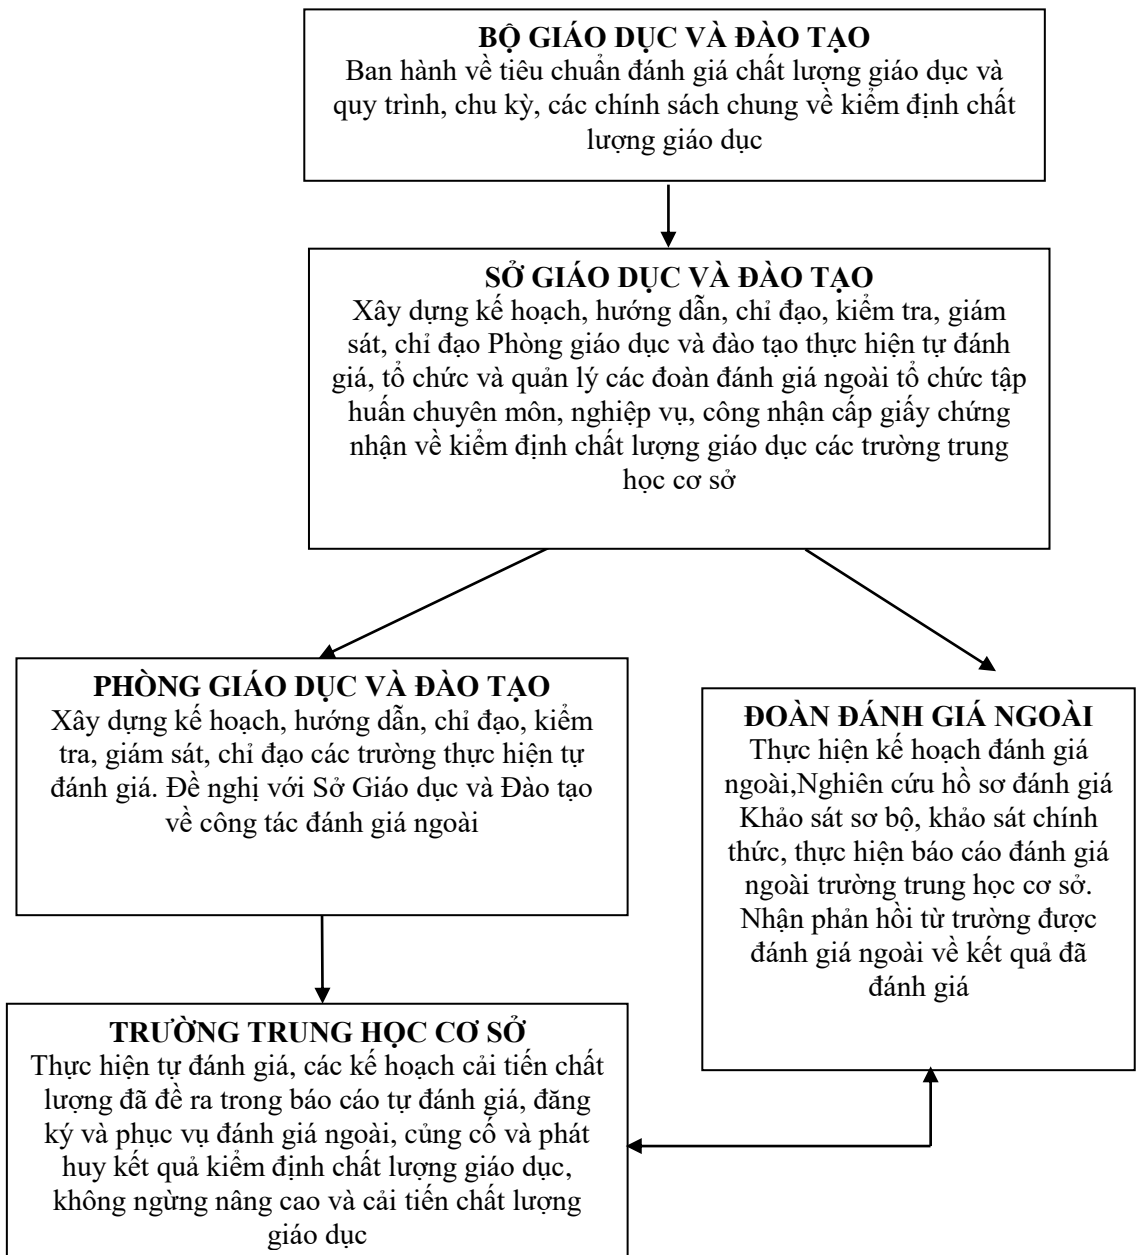 BỘ GIÁO DỤC VÀ ĐÀO TẠO
Ban hành về tiêu chuẩn đánh giá chất lượng giáo dục và
quy trình, chu kỳ, các chính sách chung về kiểm định chất
lượng giáo dục
SỞ GIÁO DỤC VÀ ĐÀO TẠO
Xây dựng kế hoạch, hướng dẫn, chỉ đạo, kiểm tra, giám
sát, chỉ đạo Phòng giáo dục và đào tạo thực hiện tự đánh
giá, tổ chức và quản lý các đoàn đánh giá ngoài tổ chức tập
huấn chuyên môn, nghiệp vụ, công nhận cấp giấy chứng
nhận về kiểm định chất lượng giáo dục các trường trung
học cơ sở
PHÒNG GIÁO DỤC VÀ ĐÀO TẠO
Xây dựng kế hoạch, hướng dẫn, chỉ đạo, kiểm
tra, giám sát, chỉ đạo các trường thực hiện tự
đánh giá. Đề nghị với Sở Giáo dục và Đào tạo
về công tác đánh giá ngoài
ĐOÀN ĐÁNH GIÁ NGOÀI
Thực hiện kế hoạch đánh giá
ngoài,Nghiên cứu hồ sơ đánh giá
Khảo sát sơ bộ, khảo sát chính
thức, thực hiện báo cáo đánh giá
ngoài trường trung học cơ sở.
Nhận phản hồi từ trường được
đánh giá ngoài về kết quả đã
đánh giá
TRƯỜNG TRUNG HỌC CƠ SỞ
Thực hiện tự đánh giá, các kế hoạch cải tiến chất
lượng đã đề ra trong báo cáo tự đánh giá, đăng
ký và phục vụ đánh giá ngoài, củng cố và phát
huy kết quả kiểm định chất lượng giáo dục,
không ngừng nâng cao và cải tiến chất lượng
giáo dục